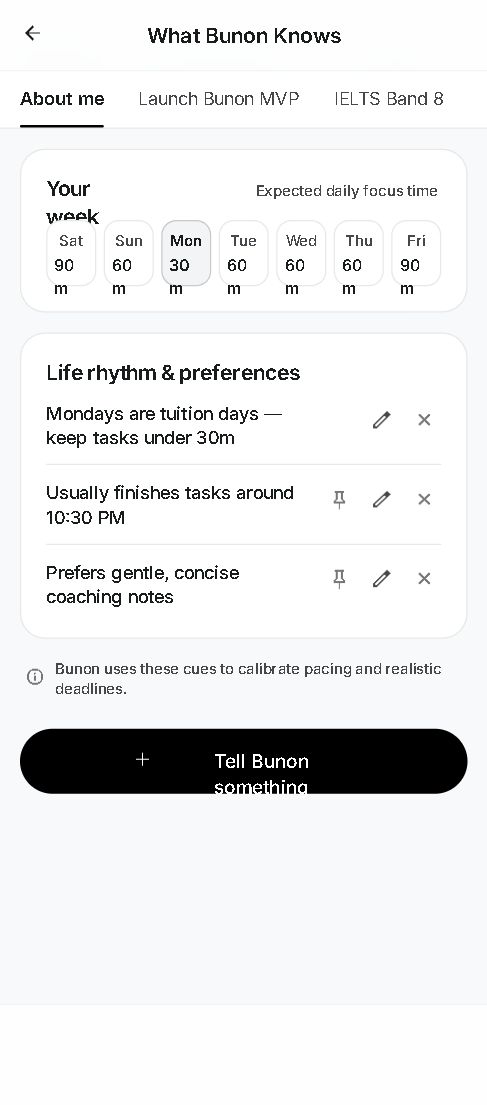 What Bunon Knows
About me
Launch Bunon MVP
IELTS Band 8
Your
week
Expected daily focus time
Sat
90
m
Sun
60
m
Mon
30
m
Tue
60
m
Wed
60
m
Thu
60
m
Fri
90
m
Life rhythm & preferences
Mondays are tuition days —
keep tasks under 30m
Usually finishes tasks around
10:30 PM
Prefers gentle, concise
coaching notes
Bunon uses these cues to calibrate pacing and realistic
deadlines.
Tell Bunon
something